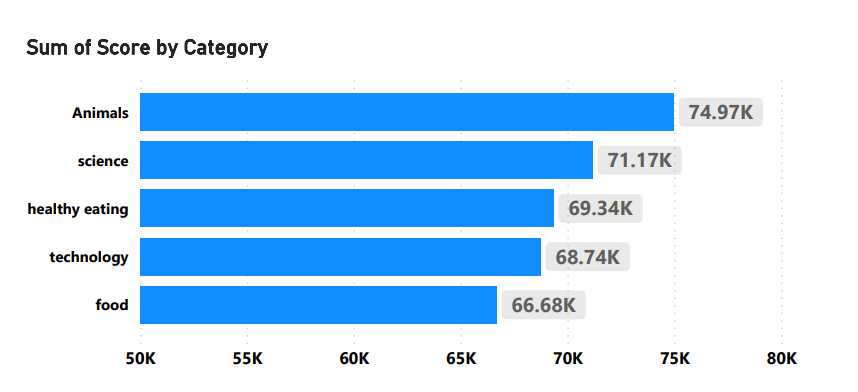 Sum of Score by Category
Animals 74.97K
science 71.17K
healthy eating 69.34K
technology 68.74K
food 66.68K
50K 55K 60K 65K 70K 75K 80K